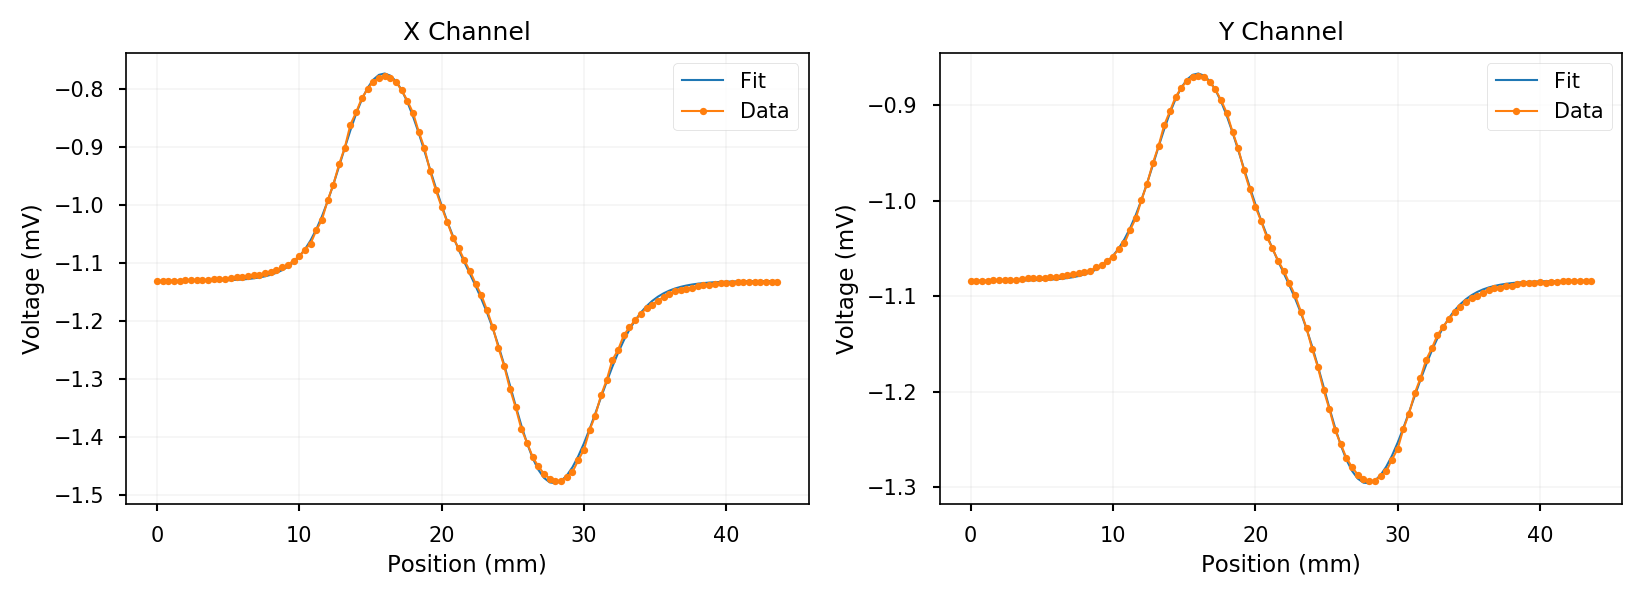 X Channel
Voltage (mV)
−0.8
−0.9
−1.0
−1.1
−1.2
−1.3
−1.4
−1.5
Fit
Data
0
10
20
30
40
Position (mm)
Y Channel
Voltage (mV)
−0.9
−1.0
−1.1
−1.2
−1.3
Fit
Data
0
10
20
30
40
Position (mm)